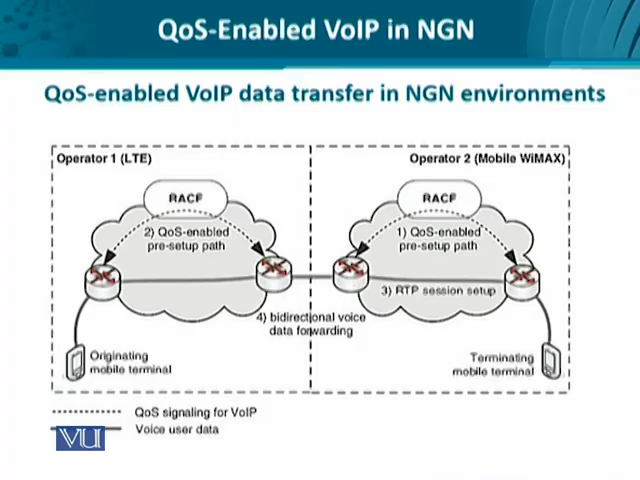 QoS-Enabled VoIP in NGN
QoS-enabled VoIP data transfer in NGN environments
Operator 1 (LTE)
Operator 2 (Mobile WiMAX)
RACF
RACF
2) QoS-enabled
pre-setup path
1) QoS-enabled
pre-setup path
3) RTP session setup
4) bidirectional voice
data forwarding
Originating
mobile terminal
Terminating
mobile terminal
QoS signaling for VoIP
Voice user data
VU